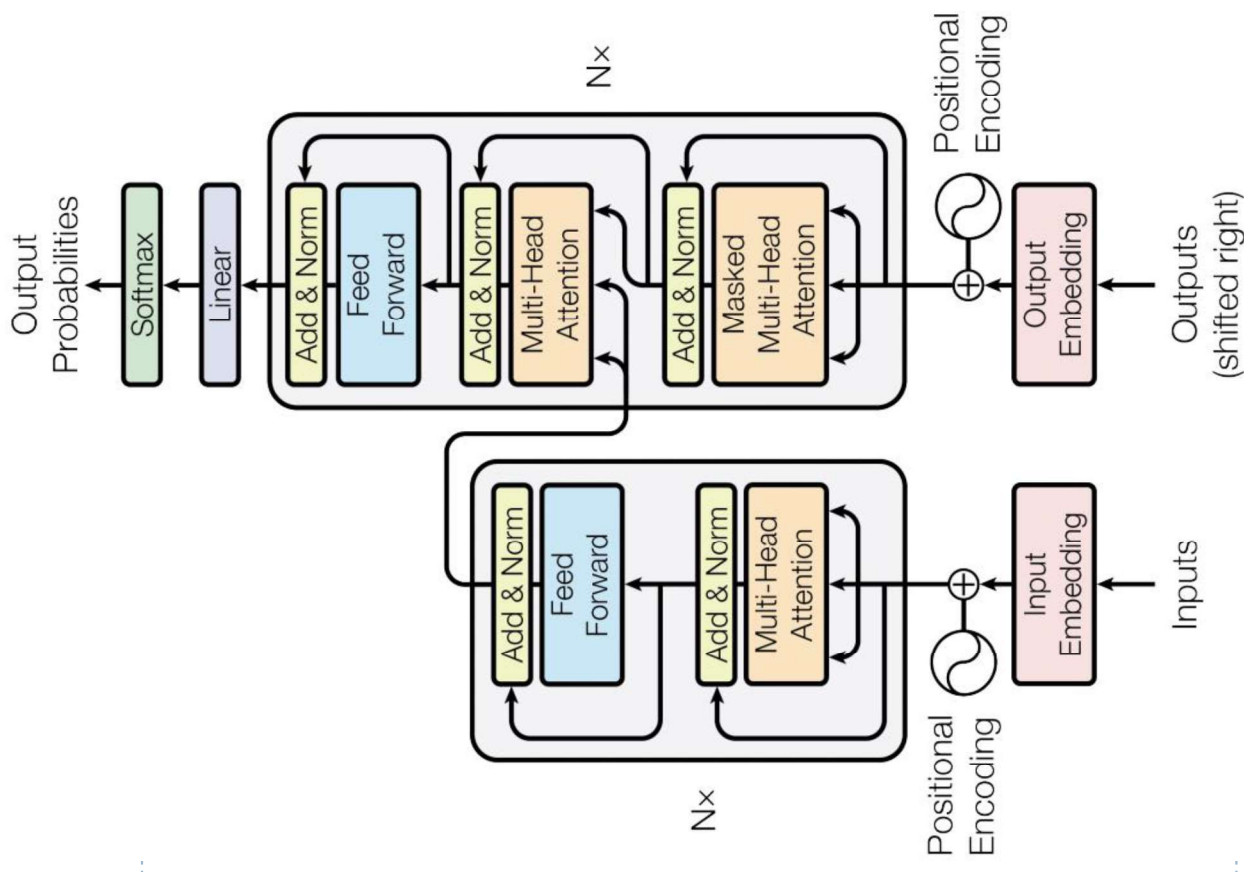 Output
Probabilities
Softmax
Linear
Add & Norm
Feed
Forward
Add & Norm
Multi-Head
Attention
Add & Norm
Masked
Multi-Head
Attention
N×
Positional
Encoding
Output
Embedding
Outputs
(shifted right)
Add & Norm
Feed
Forward
Add & Norm
Multi-Head
Attention
N×
Positional
Encoding
Input
Embedding
Inputs